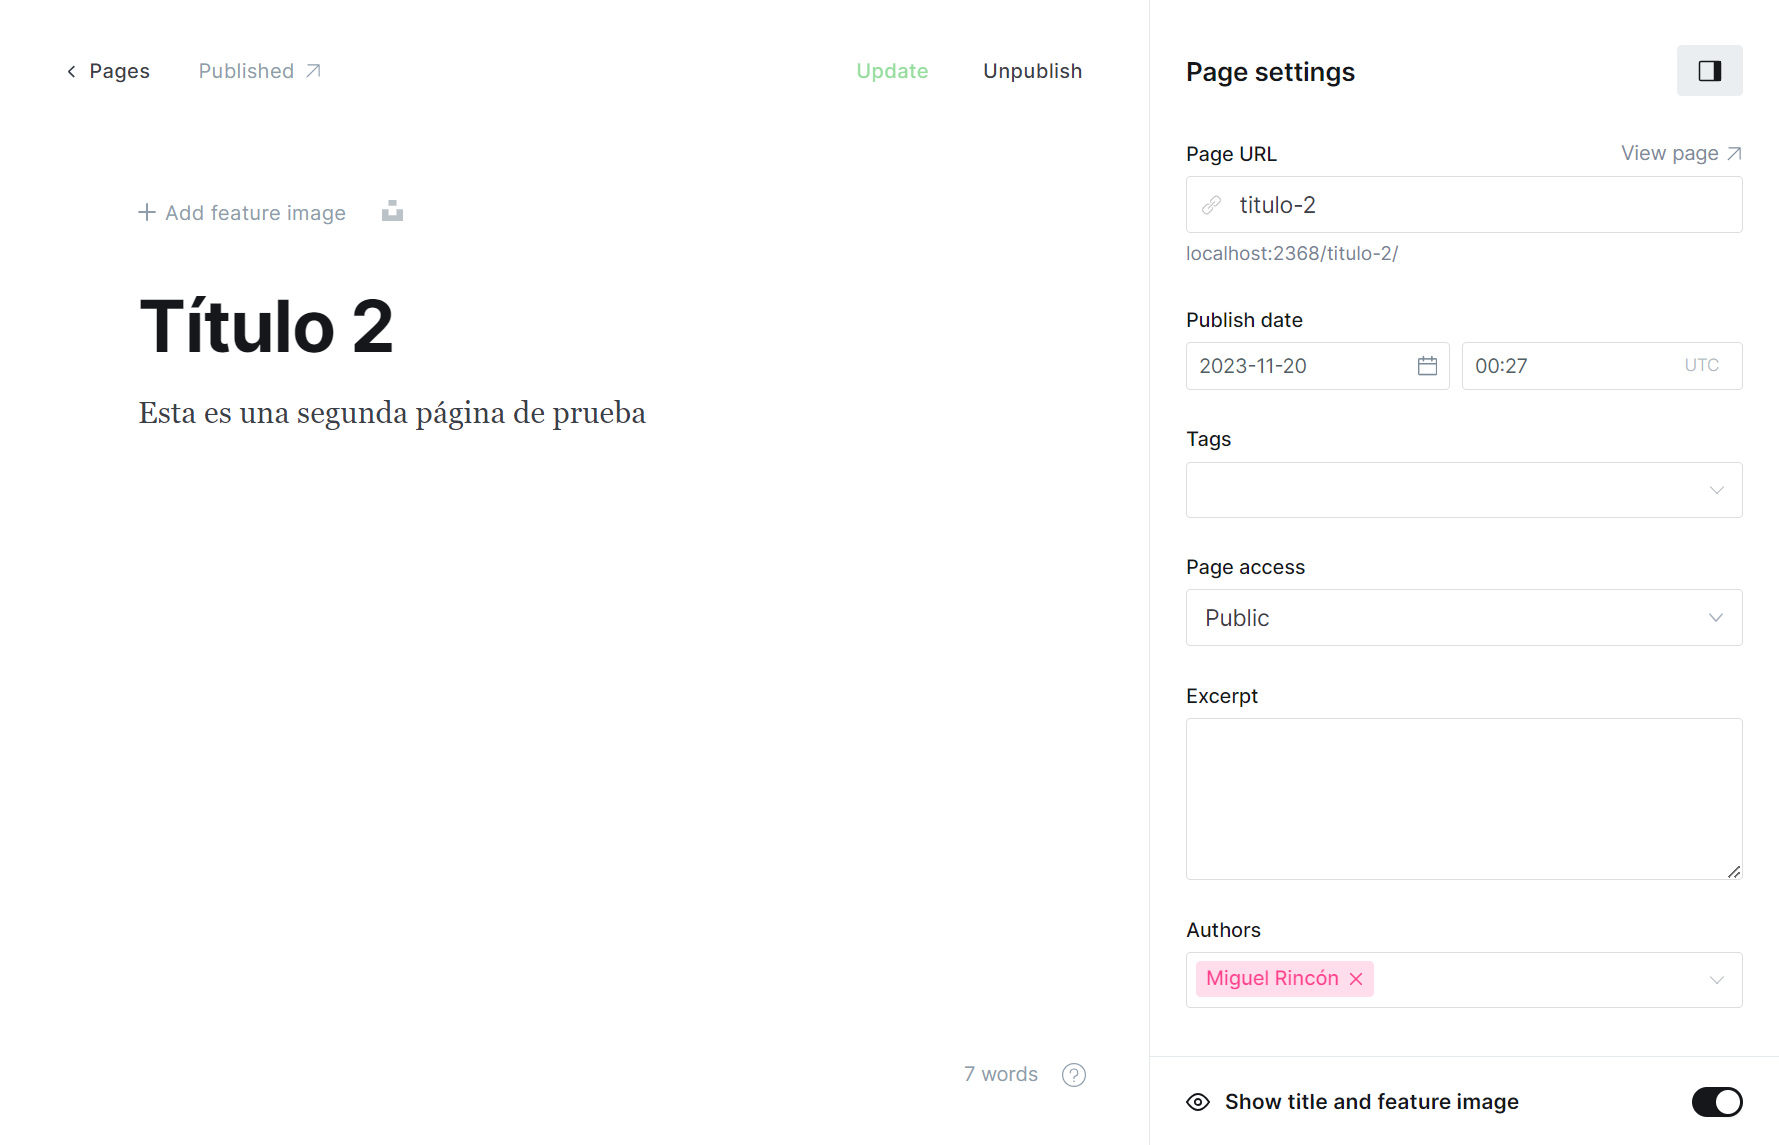 Pages
Published
Update
Unpublish
Add feature image
Título 2
Esta es una segunda página de prueba
7 words
?
Page settings
Page URL
View page
titulo-2
localhost:2368/titulo-2/
Publish date
2023-11-20
00:27
UTC
Tags
Page access
Public
Excerpt
Authors
Miguel Rincón
Show title and feature image